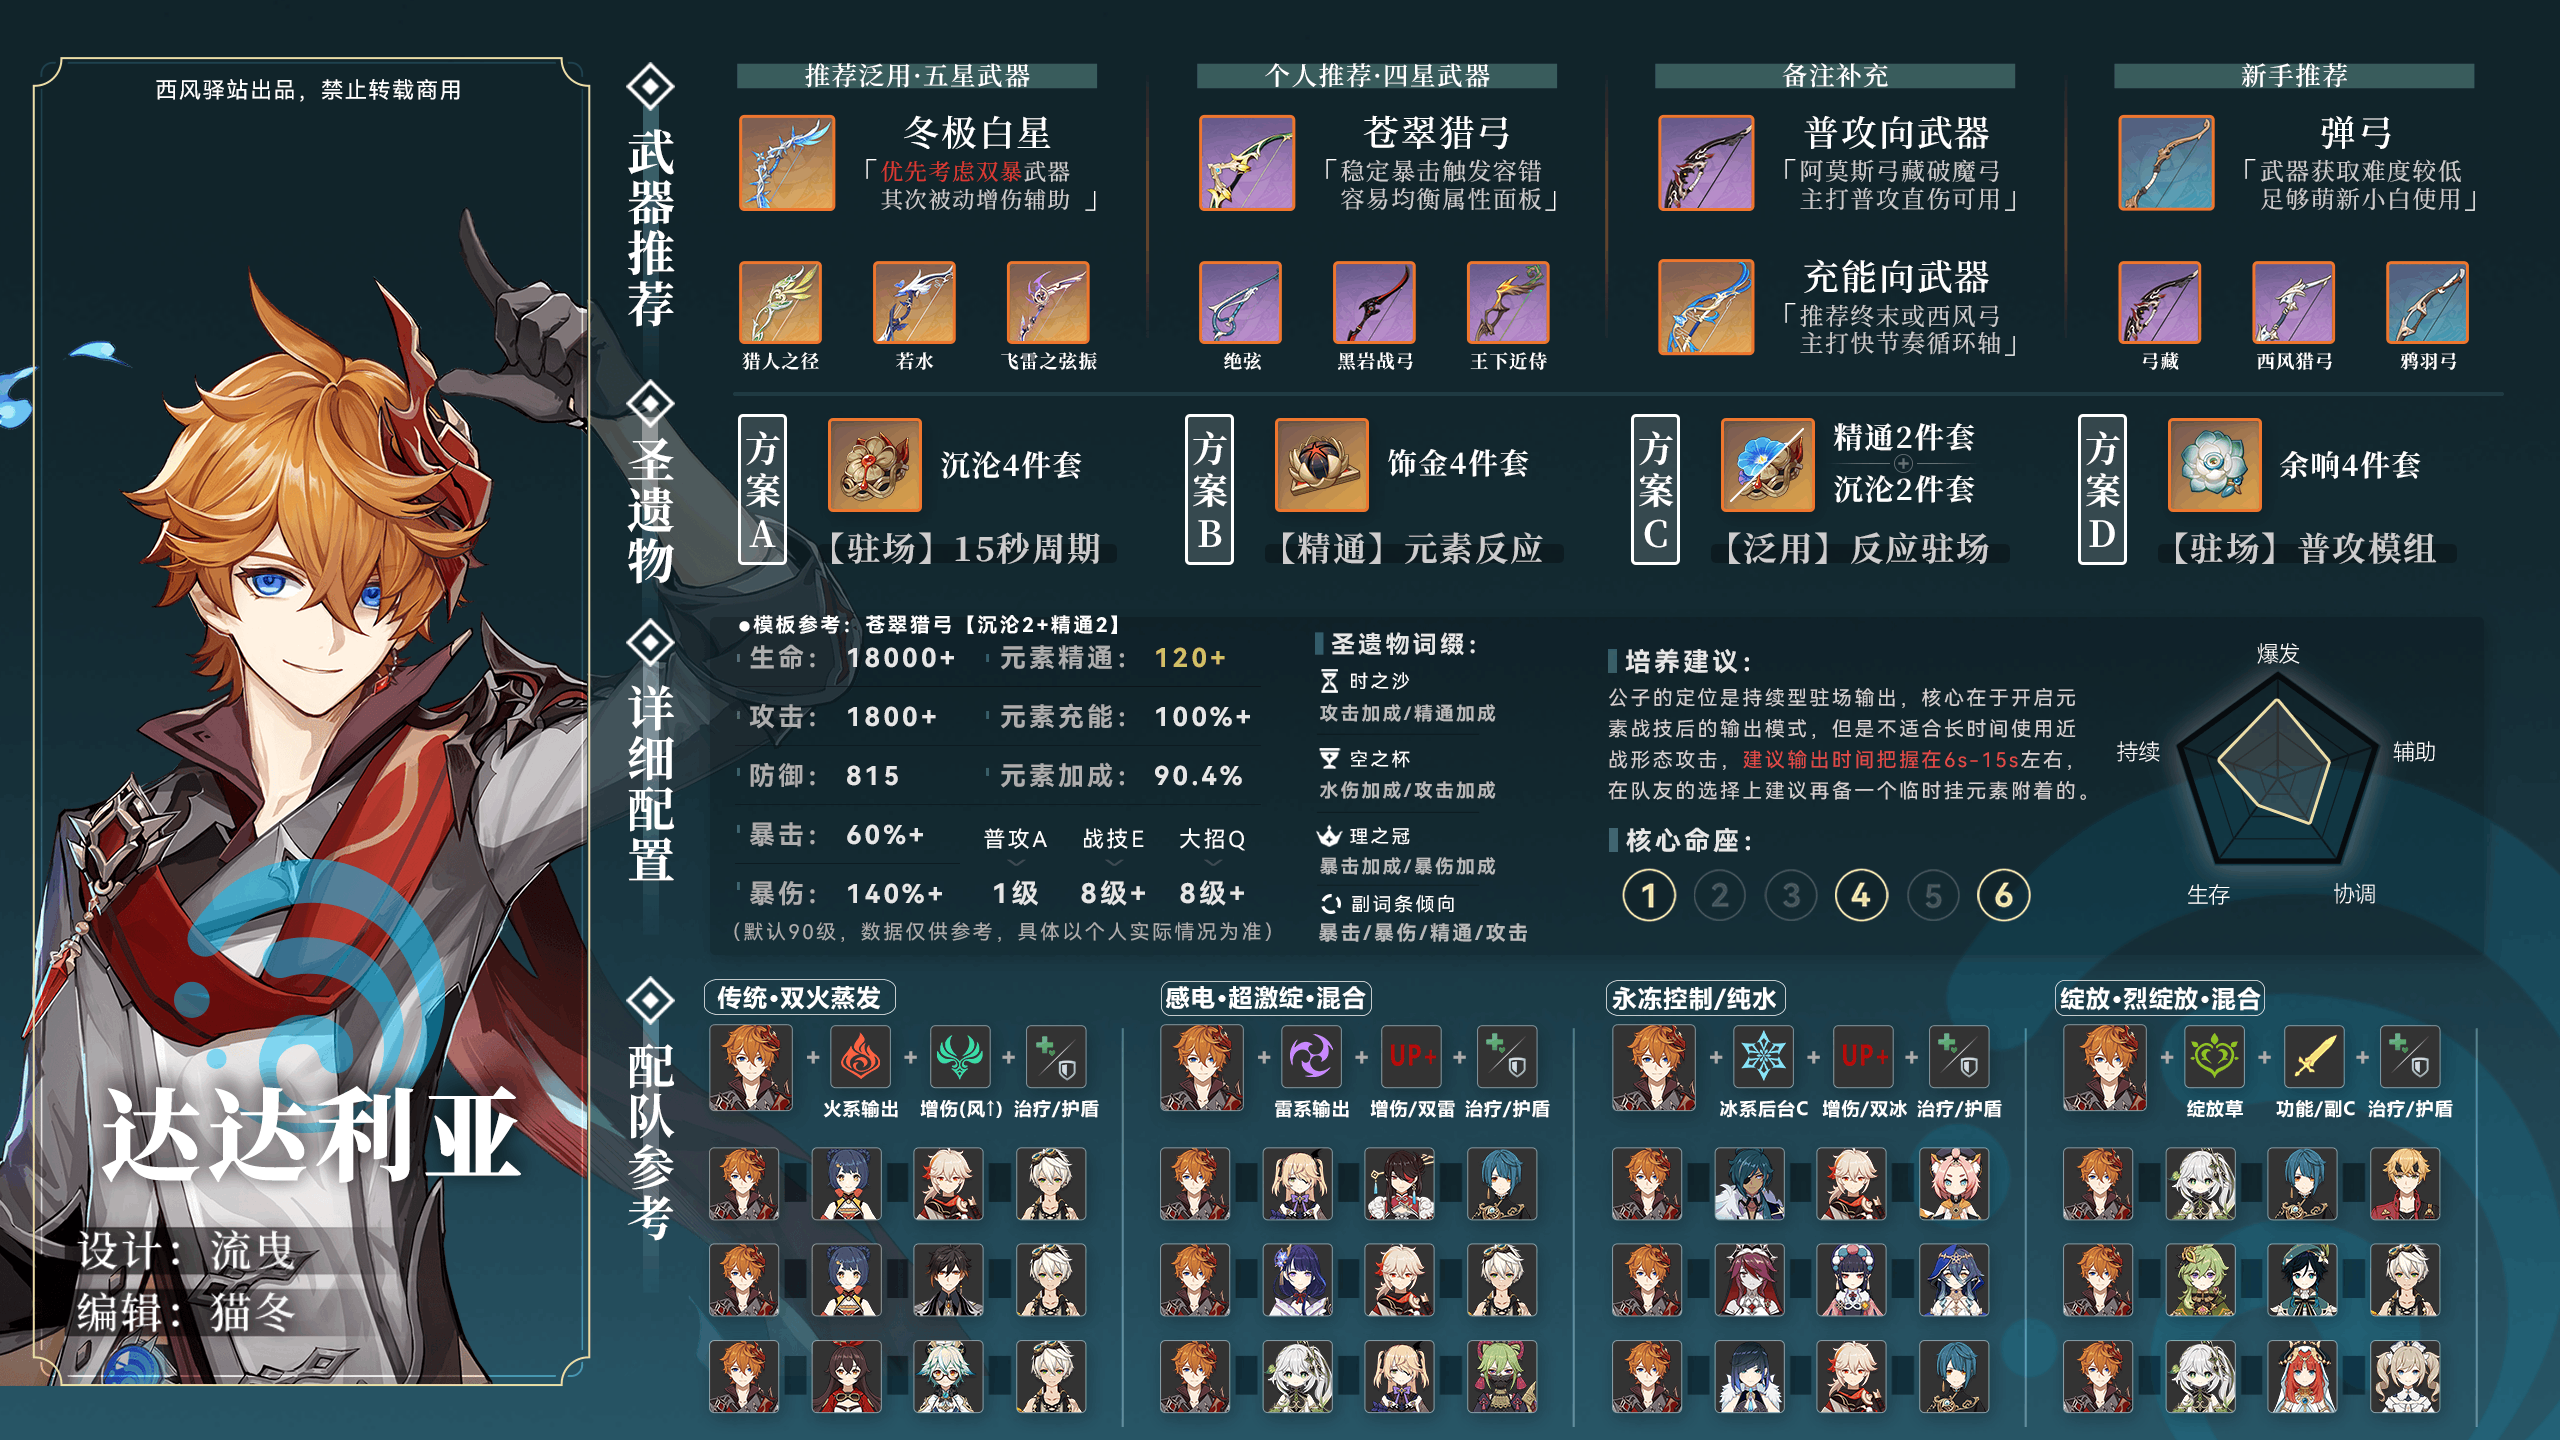 西风驿站出品，禁止转载商用
达达利亚
设计：流曳
编辑：猫冬
武器推荐
推荐泛用·五星武器
冬极白星
「优先考虑双暴武器
其次被动增伤辅助」
猎人之径
若水
飞雷之弦振
个人推荐·四星武器
苍翠猎弓
「稳定暴击触发容错
容易均衡属性面板」
绝弦
黑岩战弓
王下近侍
备注补充
普攻向武器
「阿莫斯弓藏破魔弓
主打普攻直伤可用」
充能向武器
「推荐终末或西风弓
主打快节奏循环轴」
新手推荐
弹弓
「武器获取难度较低
足够萌新小白使用」
弓藏
西风猎弓
鸦羽弓
圣遗物
方案A
沉沦4件套
【驻场】15秒周期
方案B
饰金4件套
【精通】元素反应
方案C
精通2件套
沉沦2件套
【泛用】反应驻场
方案D
余响4件套
【驻场】普攻模组
详细配置
●模板参考：苍翠猎弓【沉沦2+精通2】
生命：18000+ 元素精通：120+
攻击：1800+ 元素充能：100%+
防御：815 元素加成：90.4%
暴击：60%+ 普攻A 战技E 大招Q
暴伤：140%+ 1级 8级+ 8级+
(默认90级，数据仅供参考，具体以个人实际情况为准)
圣遗物词缀：
时之沙
攻击加成/精通加成
空之杯
水伤加成/攻击加成
理之冠
暴击加成/暴伤加成
副词条倾向
暴击/暴伤/精通/攻击
培养建议：
公子的定位是持续型驻场输出，核心在于开启元
素战技后的输出模式，但是不适合长时间使用近
战形态攻击，建议输出时间把握在6s-15s左右，
在队友的选择上建议再备一个临时挂元素附着的。
核心命座：
1 2 3 4 5 6
爆发
辅助
协调
生存
持续
配队参考
传统·双火蒸发
+ + +
火系输出 增伤(风↑) 治疗/护盾
感电·超激绽·混合
+ + UP+ +
雷系输出 增伤/双雷 治疗/护盾
永冻控制/纯水
+ + UP+ +
冰系后台C 增伤/双冰 治疗/护盾
绽放·烈绽放·混合
+ + +
绽放草 功能/副C 治疗/护盾